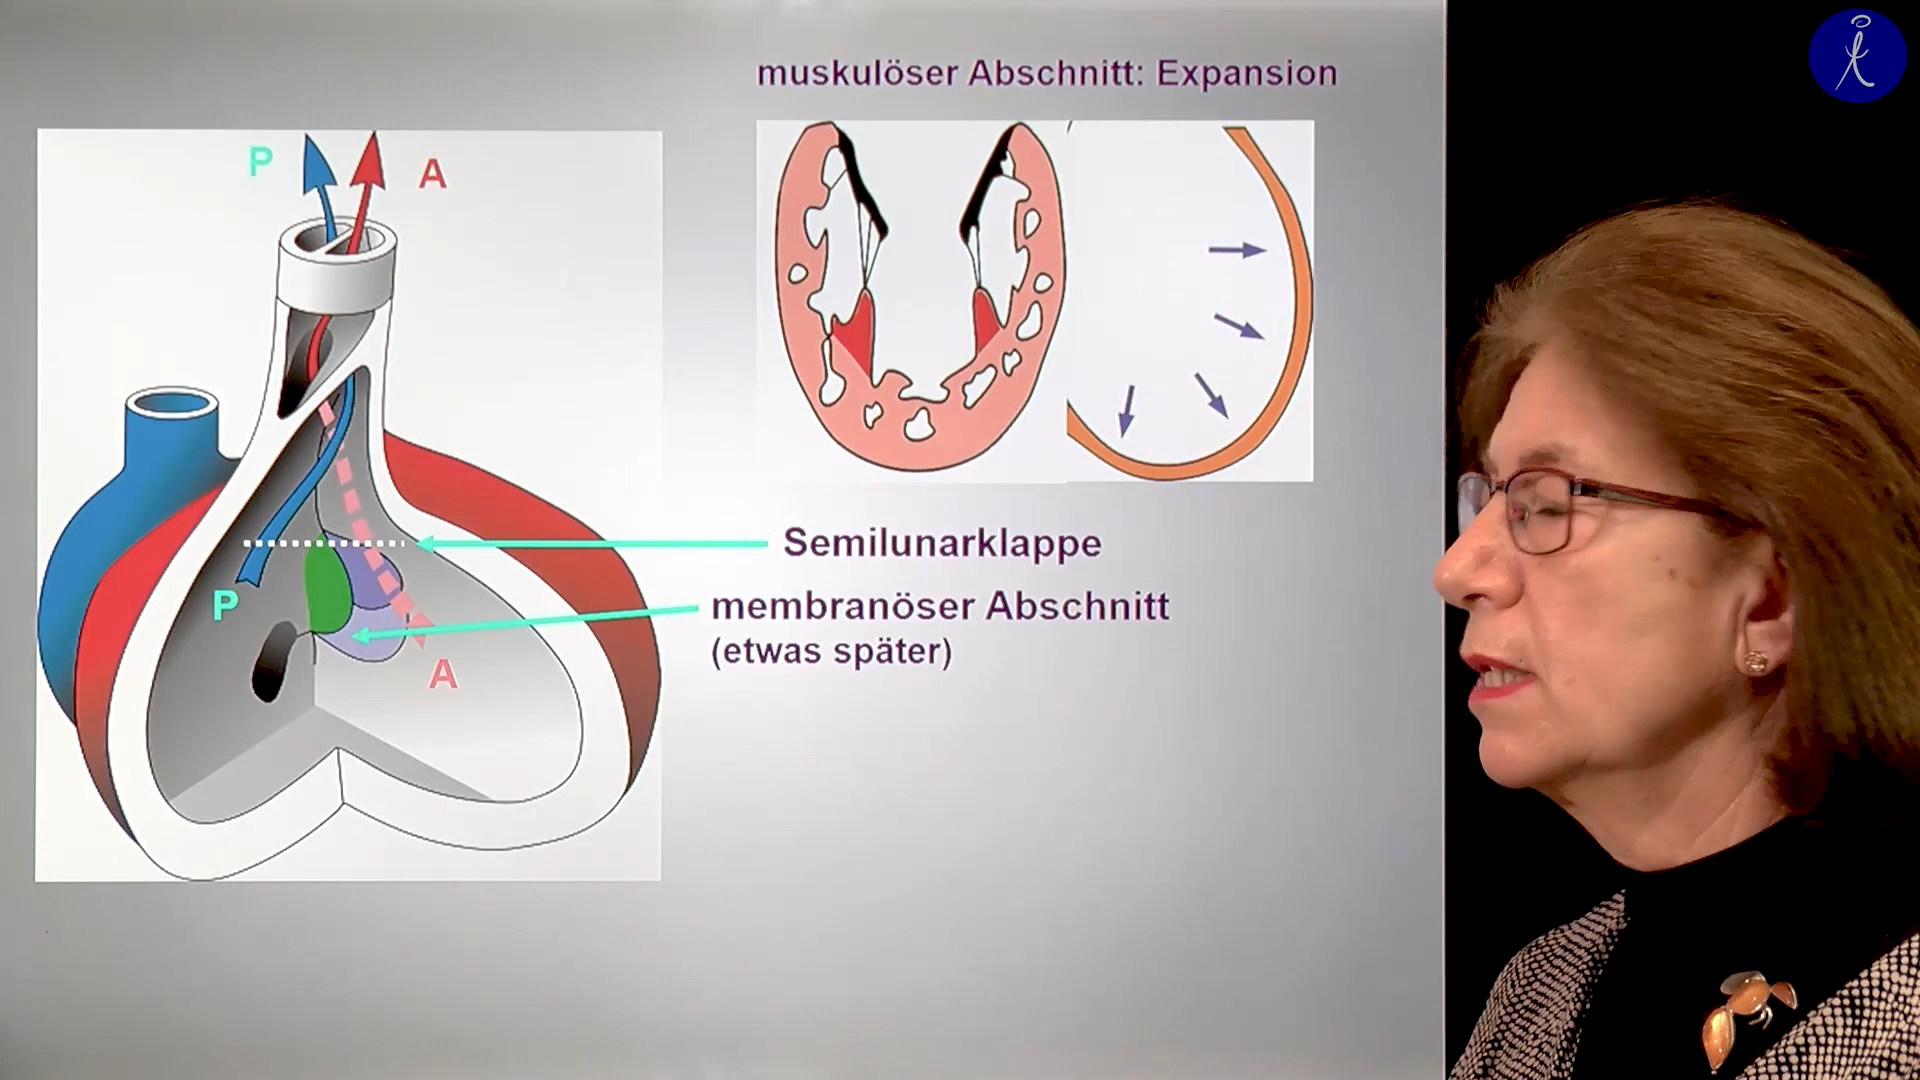 muskulöser Abschnitt: Expansion
P
A
Semilunarklappe
P
membranöser Abschnitt
(etwas später)
A